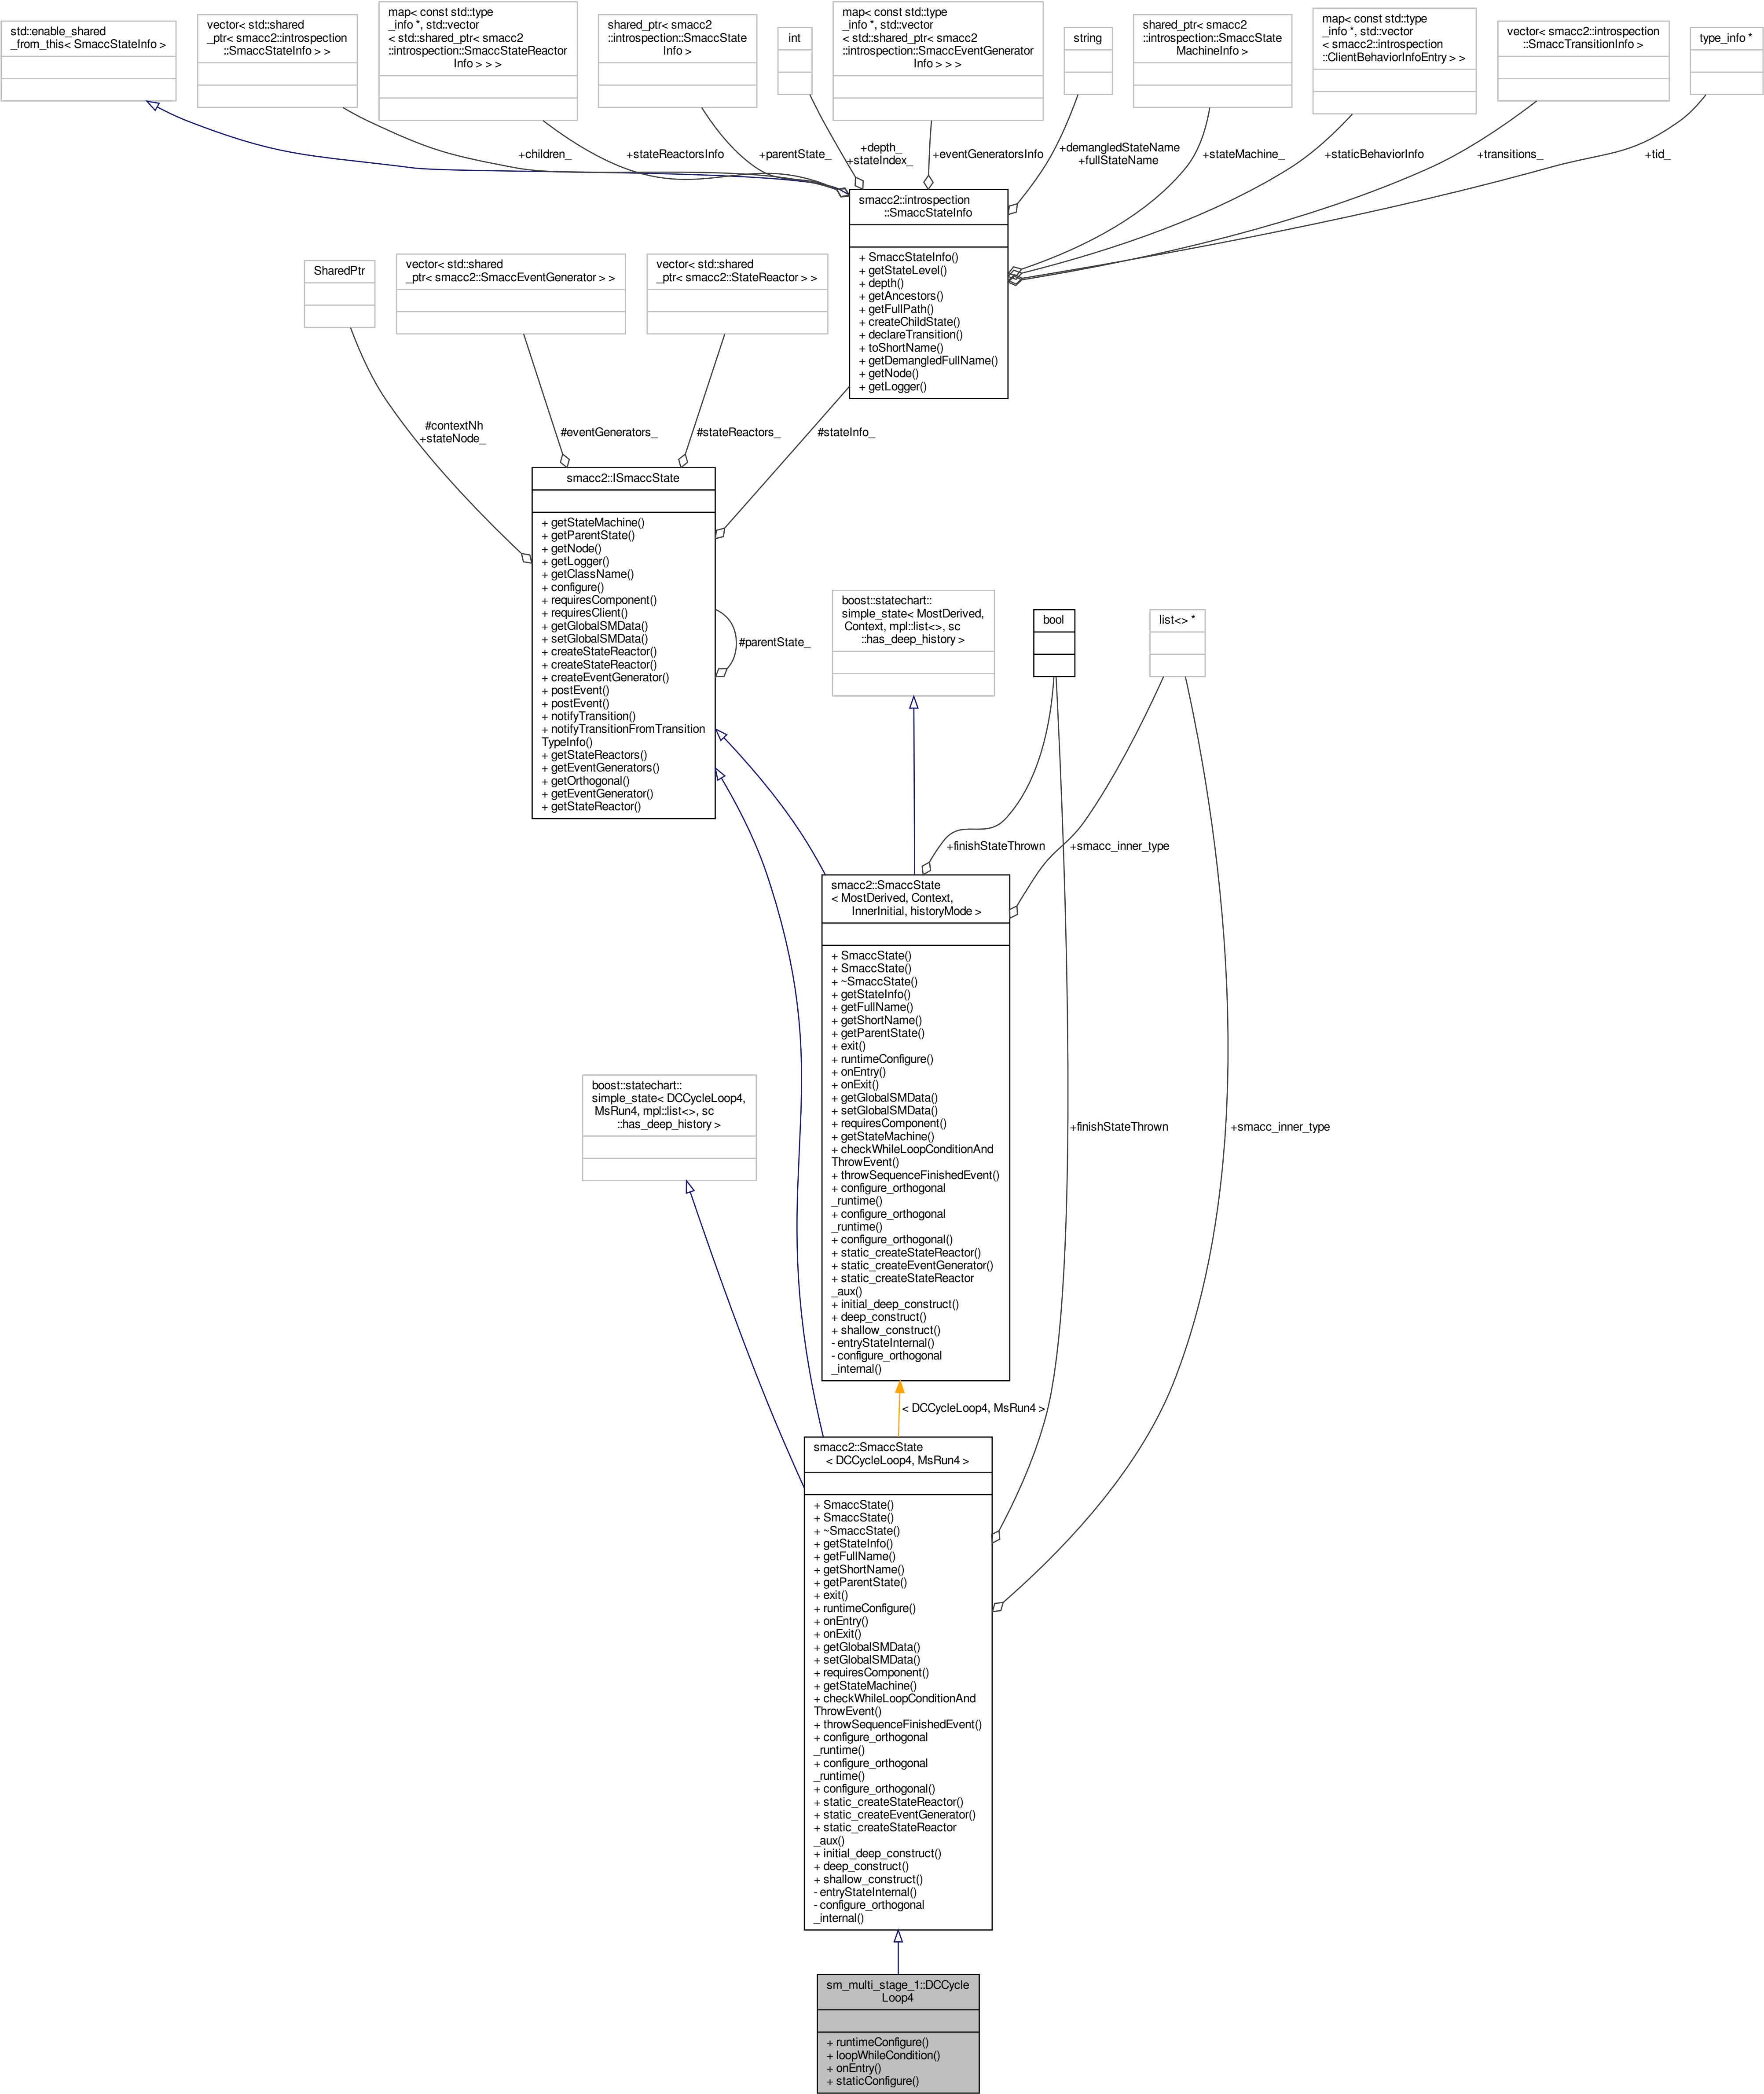 std::enable_shared
_from_this< SmaccStateInfo >
vector< std::shared
_ptr< smacc2::introspection
::SmaccStateInfo > >
map< const std::type
_info *, std::vector
< std::shared_ptr< smacc2
::introspection::SmaccStateReactor
Info > > >
shared_ptr< smacc2
::introspection::SmaccState
Info >
int
map< const std::type
_info *, std::vector
< std::shared_ptr< smacc2
::introspection::SmaccEventGenerator
Info > > >
string
shared_ptr< smacc2
::introspection::SmaccState
MachineInfo >
map< const std::type
_info *, std::vector
< smacc2::introspection
::ClientBehaviorInfoEntry > >
vector< smacc2::introspection
::SmaccTransitionInfo >
type_info *
+children_
+stateReactorsInfo
+parentState_
+depth_
+stateIndex_
+eventGeneratorsInfo
+demangledStateName
+fullStateName
+stateMachine_
+staticBehaviorInfo
+transitions_
+tid_
smacc2::introspection
::SmaccStateInfo
+ SmaccStateInfo()
+ getStateLevel()
+ depth()
+ getAncestors()
+ getFullPath()
+ createChildState()
+ declareTransition()
+ toShortName()
+ getDemangledFullName()
+ getNode()
+ getLogger()
SharedPtr
vector< std::shared
_ptr< smacc2::SmaccEventGenerator > >
vector< std::shared
_ptr< smacc2::StateReactor > >
#contextNh
+stateNode_
#eventGenerators_
#stateReactors_
#stateInfo_
smacc2::ISmaccState
+ getStateMachine()
+ getParentState()
+ getNode()
+ getLogger()
+ getClassName()
+ configure()
+ requiresComponent()
+ requiresClient()
+ getGlobalSMData()
+ setGlobalSMData()
+ createStateReactor()
+ createStateReactor()
+ createEventGenerator()
+ postEvent()
+ postEvent()
+ notifyTransition()
+ notifyTransitionFromTransition
TypeInfo()
+ getStateReactors()
+ getEventGenerators()
+ getOrthogonal()
+ getEventGenerator()
+ getStateReactor()
#parentState_
boost::statechart::
simple_state< MostDerived,
Context, mpl::list<>, sc
::has_deep_history >
bool
list<> *
+finishStateThrown
+smacc_inner_type
smacc2::SmaccState
< MostDerived, Context,
InnerInitial, historyMode >
+ SmaccState()
+ SmaccState()
+ ~SmaccState()
+ getStateInfo()
+ getFullName()
+ getShortName()
+ getParentState()
+ exit()
+ runtimeConfigure()
+ onEntry()
+ onExit()
+ getGlobalSMData()
+ setGlobalSMData()
+ requiresComponent()
+ getStateMachine()
+ checkWhileLoopConditionAnd
ThrowEvent()
+ throwSequenceFinishedEvent()
+ configure_orthogonal
_runtime()
+ configure_orthogonal
_runtime()
+ configure_orthogonal()
+ static_createStateReactor()
+ static_createEventGenerator()
+ static_createStateReactor
_aux()
+ initial_deep_construct()
+ deep_construct()
+ shallow_construct()
- entryStateInternal()
- configure_orthogonal
_internal()
boost::statechart::
simple_state< DCCycleLoop4,
MsRun4, mpl::list<>, sc
::has_deep_history >
+finishStateThrown
+smacc_inner_type
< DCCycleLoop4, MsRun4 >
smacc2::SmaccState
< DCCycleLoop4, MsRun4 >
+ SmaccState()
+ SmaccState()
+ ~SmaccState()
+ getStateInfo()
+ getFullName()
+ getShortName()
+ getParentState()
+ exit()
+ runtimeConfigure()
+ onEntry()
+ onExit()
+ getGlobalSMData()
+ setGlobalSMData()
+ requiresComponent()
+ getStateMachine()
+ checkWhileLoopConditionAnd
ThrowEvent()
+ throwSequenceFinishedEvent()
+ configure_orthogonal
_runtime()
+ configure_orthogonal
_runtime()
+ configure_orthogonal()
+ static_createStateReactor()
+ static_createEventGenerator()
+ static_createStateReactor
_aux()
+ initial_deep_construct()
+ deep_construct()
+ shallow_construct()
- entryStateInternal()
- configure_orthogonal
_internal()
sm_multi_stage_1::DCCycle
Loop4
+ runtimeConfigure()
+ loopWhileCondition()
+ onEntry()
+ staticConfigure()